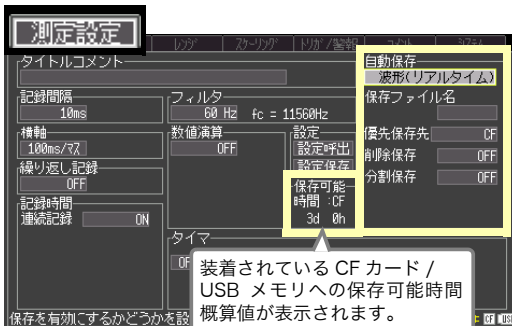 測定設定
レンジ
スケーリング
トリガ/警報
コメント
システム
タイトルコメント
記録間隔
10ms
横軸
100ms/マス
繰り返し記録
OFF
記録時間
連続記録 ON
フィルタ
60 Hz fc = 11560Hz
数値演算
OFF
設定
設定呼出
設定保存
保存可能
時間 :CF
3d 0h
タイマ
自動保存
波形(リアルタイム)
保存ファイル名
優先保存先 CF
削除保存 OFF
分割保存 OFF
装着されている CF カード /
USB メモリへの保存可能時間
概算値が表示されます。
保存を有効にするかどうかを設
CF